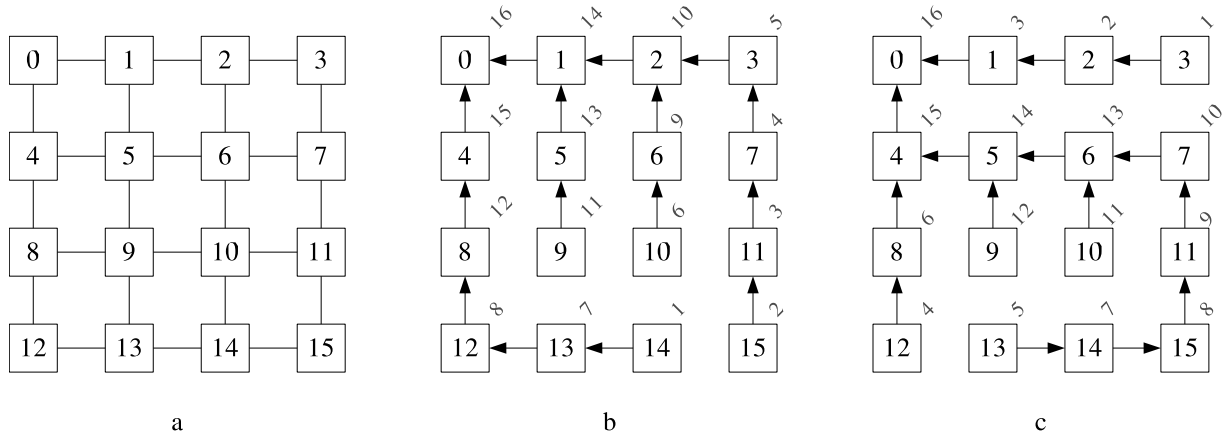 16 14 10 5 16 3 2 1
0 1 2 3 0 1 2 3 0 1 2 3
15 13 9 4 15 14 13 10
4 5 6 7 4 5 6 7 4 5 6 7
12 11 6 3 6 12 11 9
8 9 10 11 8 9 10 11 8 9 10 11
8 7 1 2 4 5 7 8
12 13 14 15 12 13 14 15 12 13 14 15
a b c